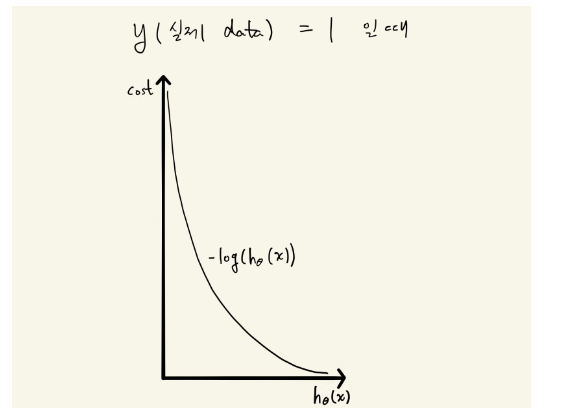 y(실제 data) = 1 일 때
cost
-log(hθ(x))
hθ(x)